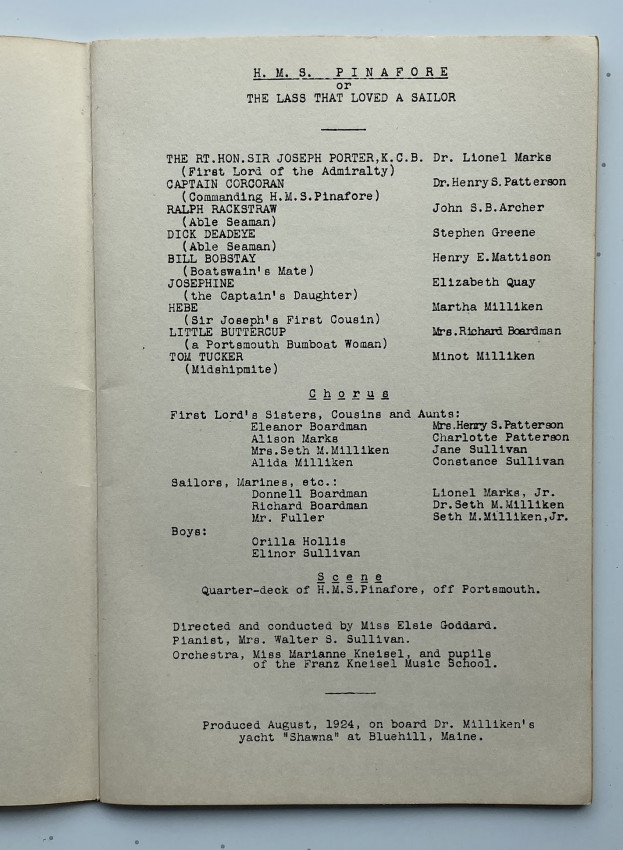 H. M. S. PINAFORE
or
THE LASS THAT LOVED A SAILOR
THE RT.HON.SIR JOSEPH PORTER,K.C.B. Dr. Lionel Marks
(First Lord of the Admiralty)
CAPTAIN CORCORAN Dr.Henry S.Patterson
(Commanding H.M.S.Pinafore)
RALPH RACKSTRAW John S.B.Archer
(Able Seaman)
DICK DEADEYE Stephen Greene
(Able Seaman)
BILL BOBSTAY Henry E.Mattison
(Boatswain's Mate)
JOSEPHINE Elizabeth Quay
(the Captain's Daughter)
HEBE Martha Milliken
(Sir Joseph's First Cousin)
LITTLE BUTTERCUP Mrs.Richard Boardman
(a Portsmouth Bumboat Woman)
TOM TUCKER Minot Milliken
(Midshipmite)
Chorus
First Lord's Sisters, Cousins and Aunts:
Eleanor Boardman Mrs.Henry S.Patterson
Alison Marks Charlotte Patterson
Mrs.Seth M.Milliken Jane Sullivan
Alida Milliken Constance Sullivan
Sailors, Marines, etc.:
Donnell Boardman Lionel Marks, Jr.
Richard Boardman Dr.Seth M.Milliken
Mr. Fuller Seth M.Milliken,Jr.
Boys:
Orilla Hollis
Elinor Sullivan
Scene
Quarter-deck of H.M.S.Pinafore, off Portsmouth.
Directed and conducted by Miss Elsie Goddard.
Pianist, Mrs. Walter S. Sullivan.
Orchestra, Miss Marianne Kneisel, and pupils
of the Franz Kneisel Music School.
Produced August, 1924, on board Dr. Milliken's
yacht "Shawna" at Bluehill, Maine.